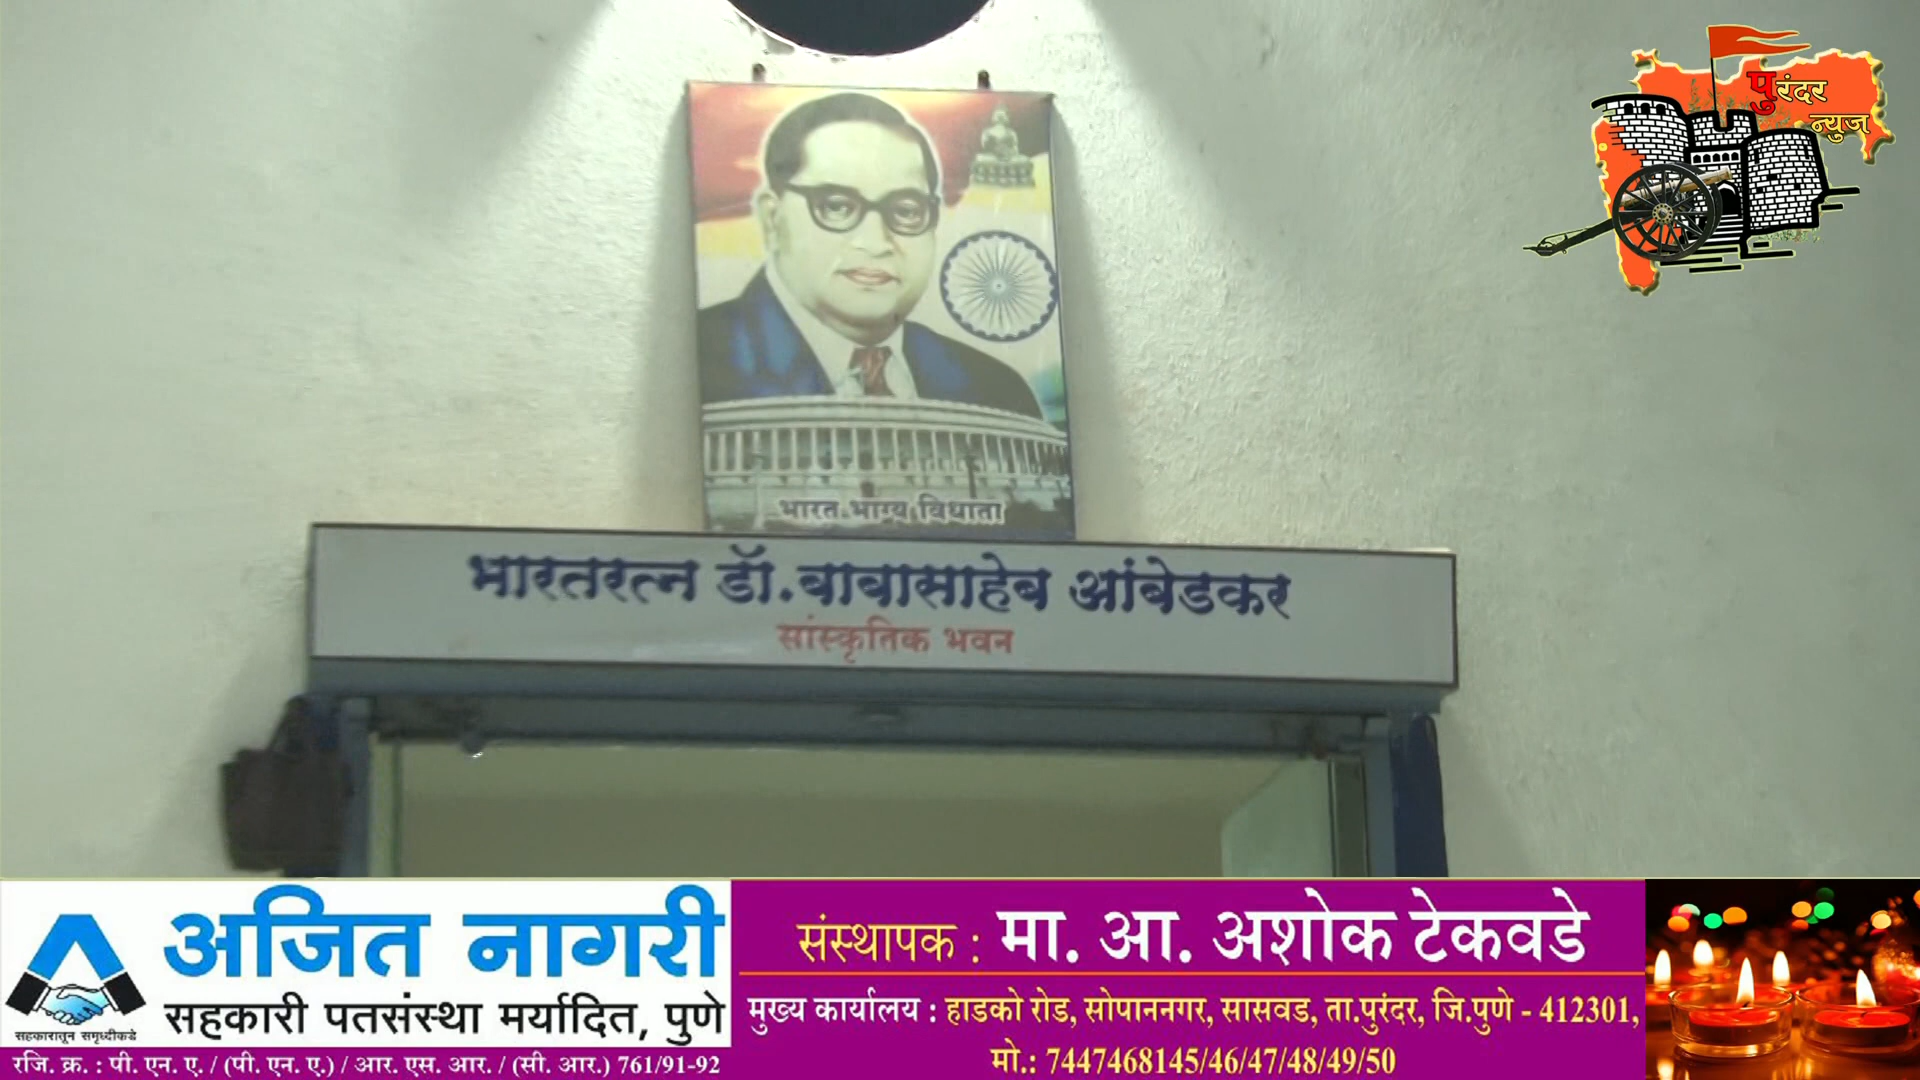 पुरंदर
न्युज
भारत भाग्य विधाता
भारतरत्न डॉ.बाबासाहेब आंबेडकर
सांस्कृतिक भवन
अजित नागरी
सहकारी पतसंस्था मर्यादित, पुणे
सहकारातून समृध्दीकडे
रजि. क्र. : पी. एन. ए. / (पी. एन. ए.) / आर. एस. आर. / (सी. आर.) 761/91-92
संस्थापक : मा. आ. अशोक टेकवडे
मुख्य कार्यालय : हाडको रोड, सोपाननगर, सासवड, ता.पुरंदर, जि.पुणे - 412301,
मो.: 7447468145/46/47/48/49/50